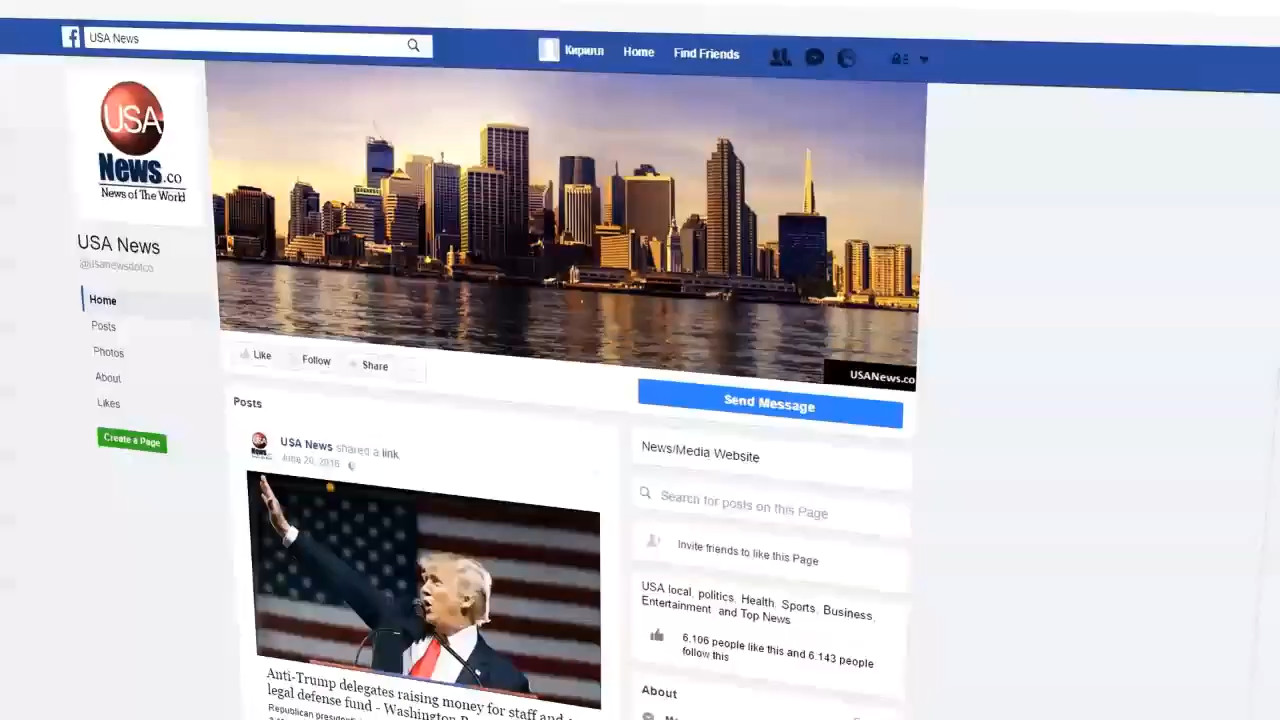 USA News
Кирилл
Home
Find Friends
USA
News.co
News of The World
USA News
@usanewsdotco
Home
Posts
Photos
About
Likes
Create a Page
USANews.co
Like
Follow
Share
Send Message
Posts
USA News shared a link.
June 20, 2016
Anti-Trump delegates raising money for staff and a
legal defense fund - Washington
Republican
News/Media Website
Search for posts on this Page
Invite friends to like this Page
USA local, politics, Health, Sports, Business,
Entertainment and Top News
6,106 people like this and 6,143 people
follow this
About